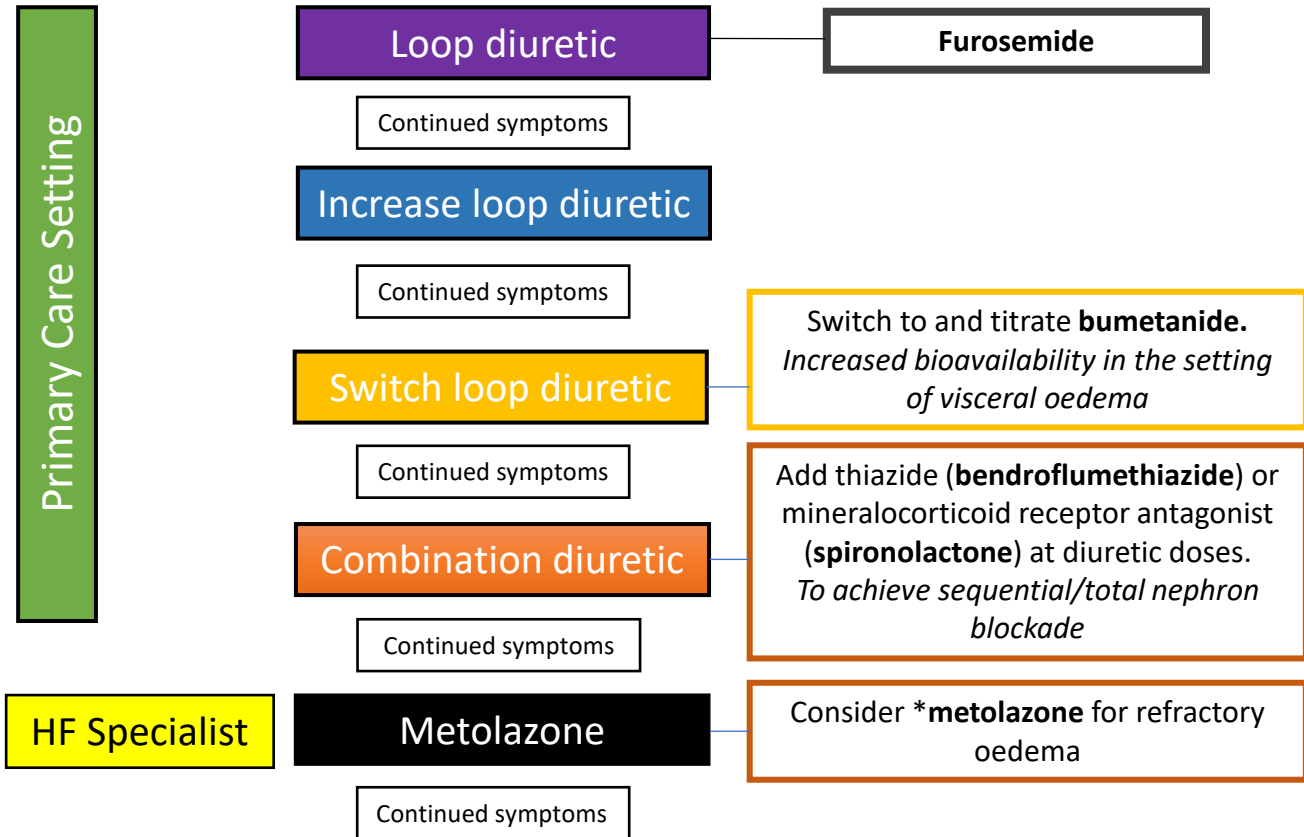 Primary Care Setting
Loop diuretic
Furosemide
Continued symptoms
Increase loop diuretic
Continued symptoms
Switch loop diuretic
Switch to and titrate bumetanide.
Increased bioavailability in the setting
of visceral oedema
Continued symptoms
Combination diuretic
Add thiazide (bendroflumethiazide) or
mineralocorticoid receptor antagonist
(spironolactone) at diuretic doses.
To achieve sequential/total nephron
blockade
Continued symptoms
HF Specialist
Metolazone
Consider *metolazone for refractory
oedema
Continued symptoms